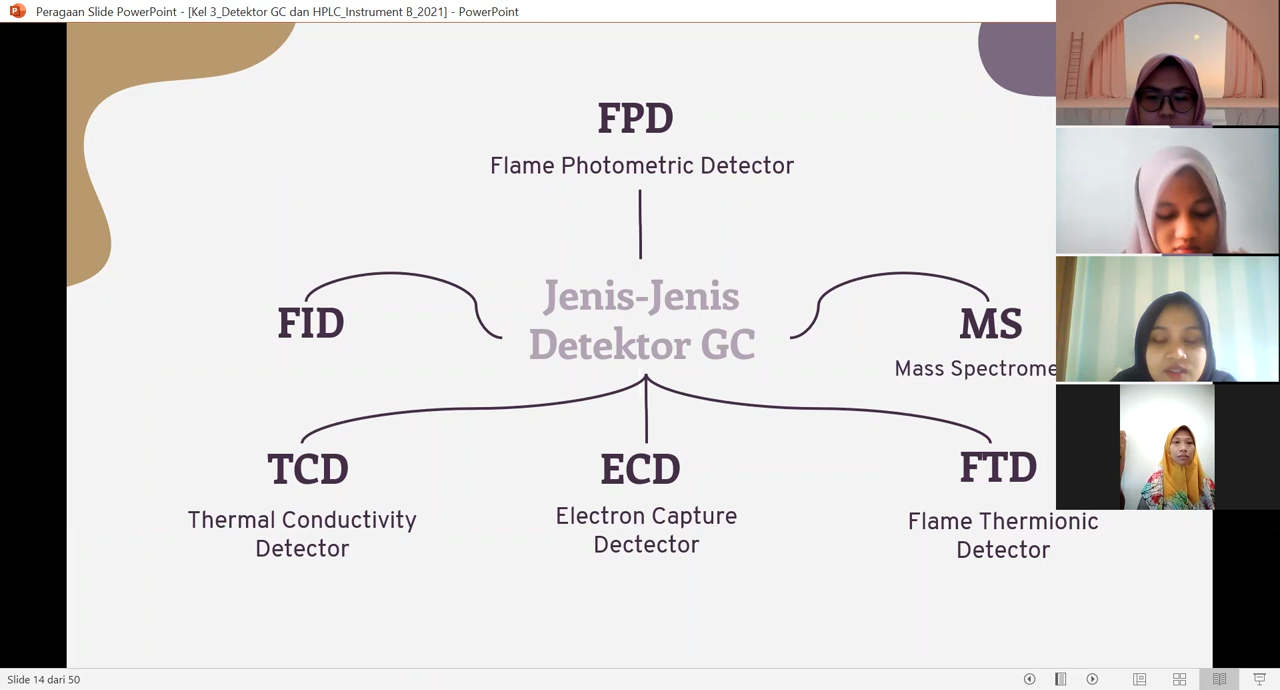 Peragaan Slide PowerPoint - [Kel 3_Detektor GC dan HPLC_Instrument B_2021] - PowerPoint
FPD
Flame Photometric Detector
Jenis-Jenis
Detektor GC
FID
MS
Mass Spectrome
TCD
Thermal Conductivity
Detector
ECD
Electron Capture
Dectector
FTD
Flame Thermionic
Detector
Slide 14 dari 50